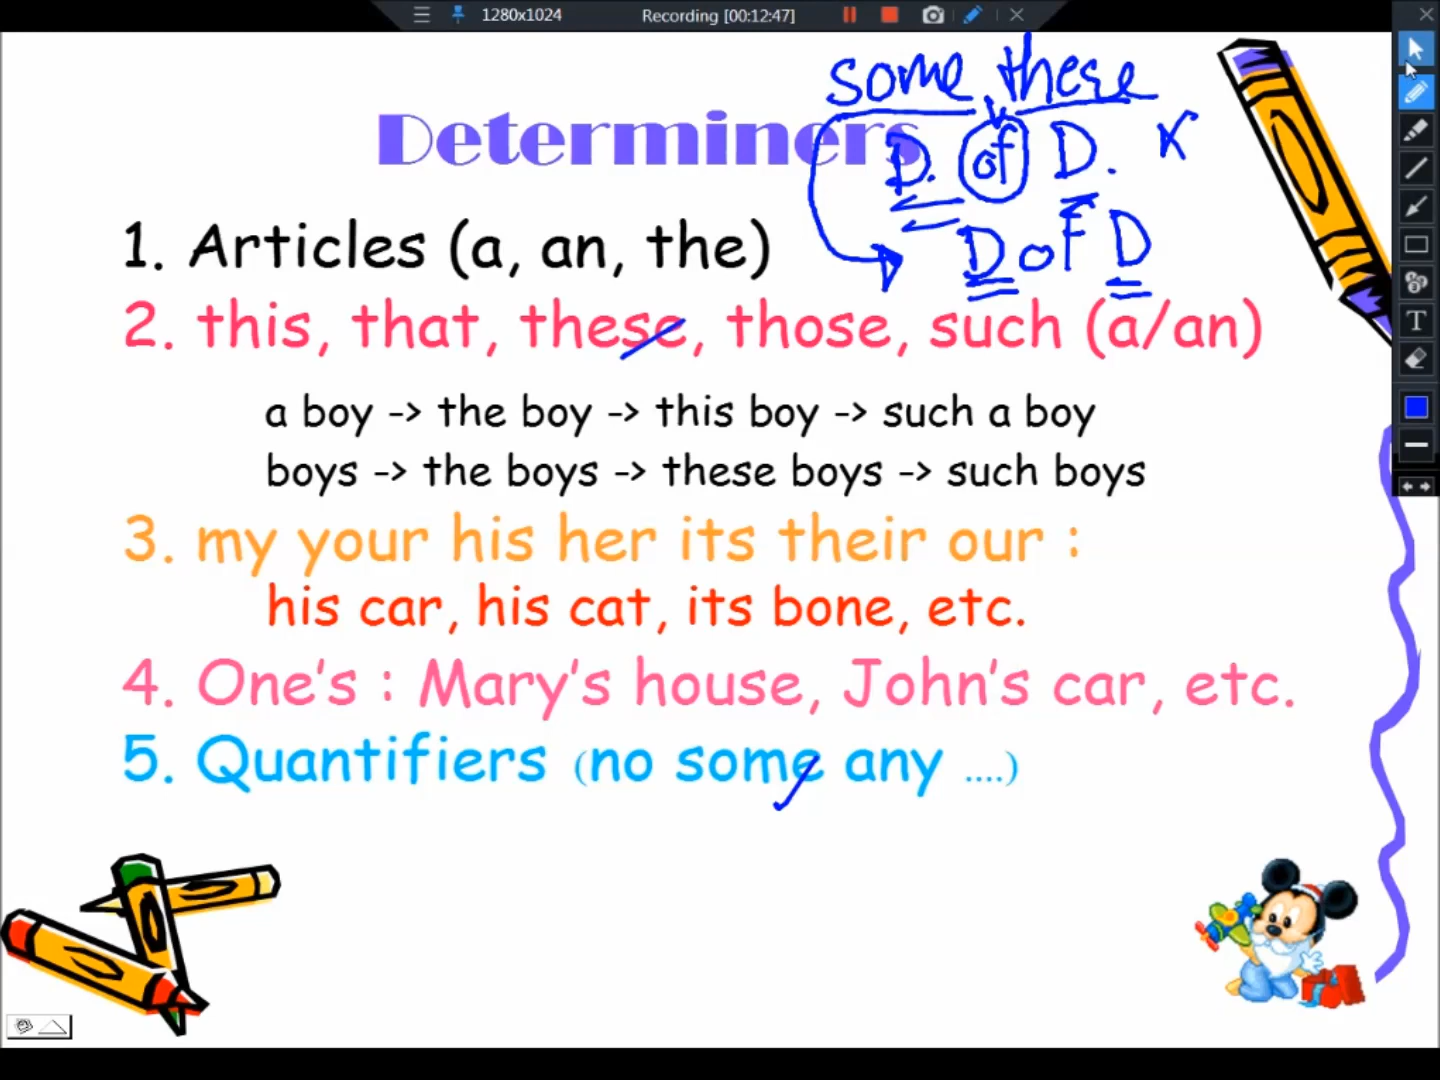 1280x1024 Recording [00:12:47]
some these
Determiners
D. of D. x
D of D
1. Articles (a, an, the)
2. this, that, these, those, such (a/an)
a boy -> the boy -> this boy -> such a boy
boys -> the boys -> these boys -> such boys
3. my your his her its their our :
his car, his cat, its bone, etc.
4. One's : Mary's house, John's car, etc.
5. Quantifiers (no some any ....)